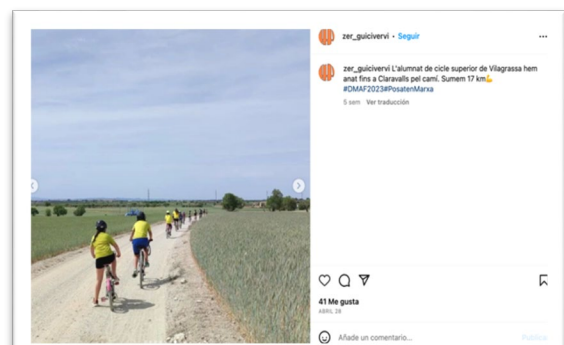 zer_guicivervi • Seguir
zer_guicivervi L'alumnat de cicle superior de Vilagrassa hem
anat fins a Claravalls pel camí. Sumem 17 km💪
#DMAF2023#PosatenMarxa
5 sem Ver traducción
41 Me gusta
ABRIL 28
Añade un comentario...
Publicar